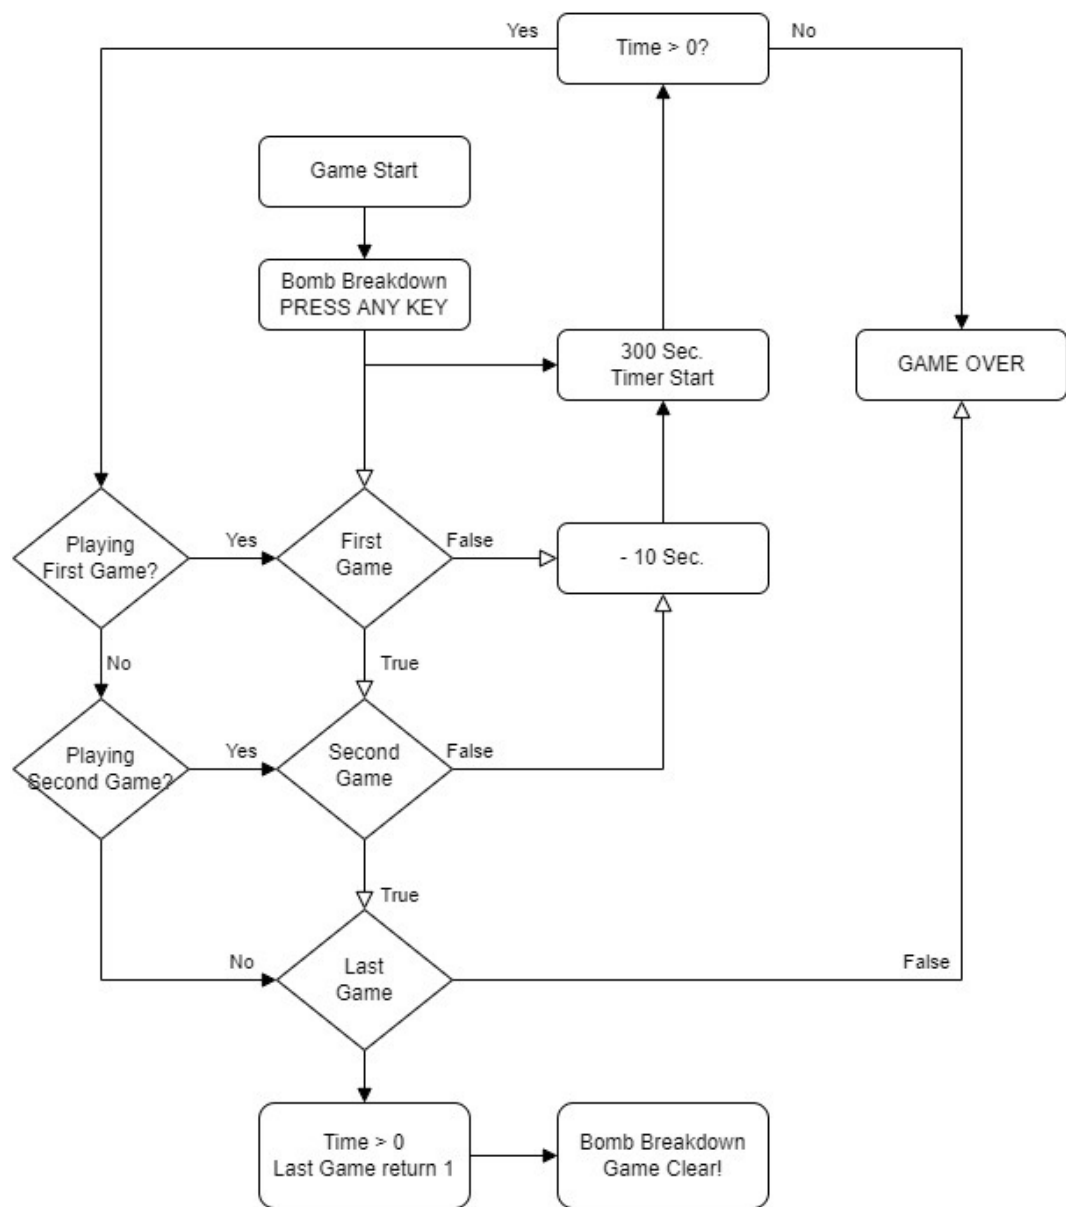 Yes
Time > 0?
No
Game Start
Bomb Breakdown
PRESS ANY KEY
300 Sec.
Timer Start
GAME OVER
Playing
First Game?
Yes
First
Game
False
- 10 Sec.
No
True
Playing
Second Game?
Yes
Second
Game
False
True
No
Last
Game
False
Time > 0
Last Game return 1
Bomb Breakdown
Game Clear!